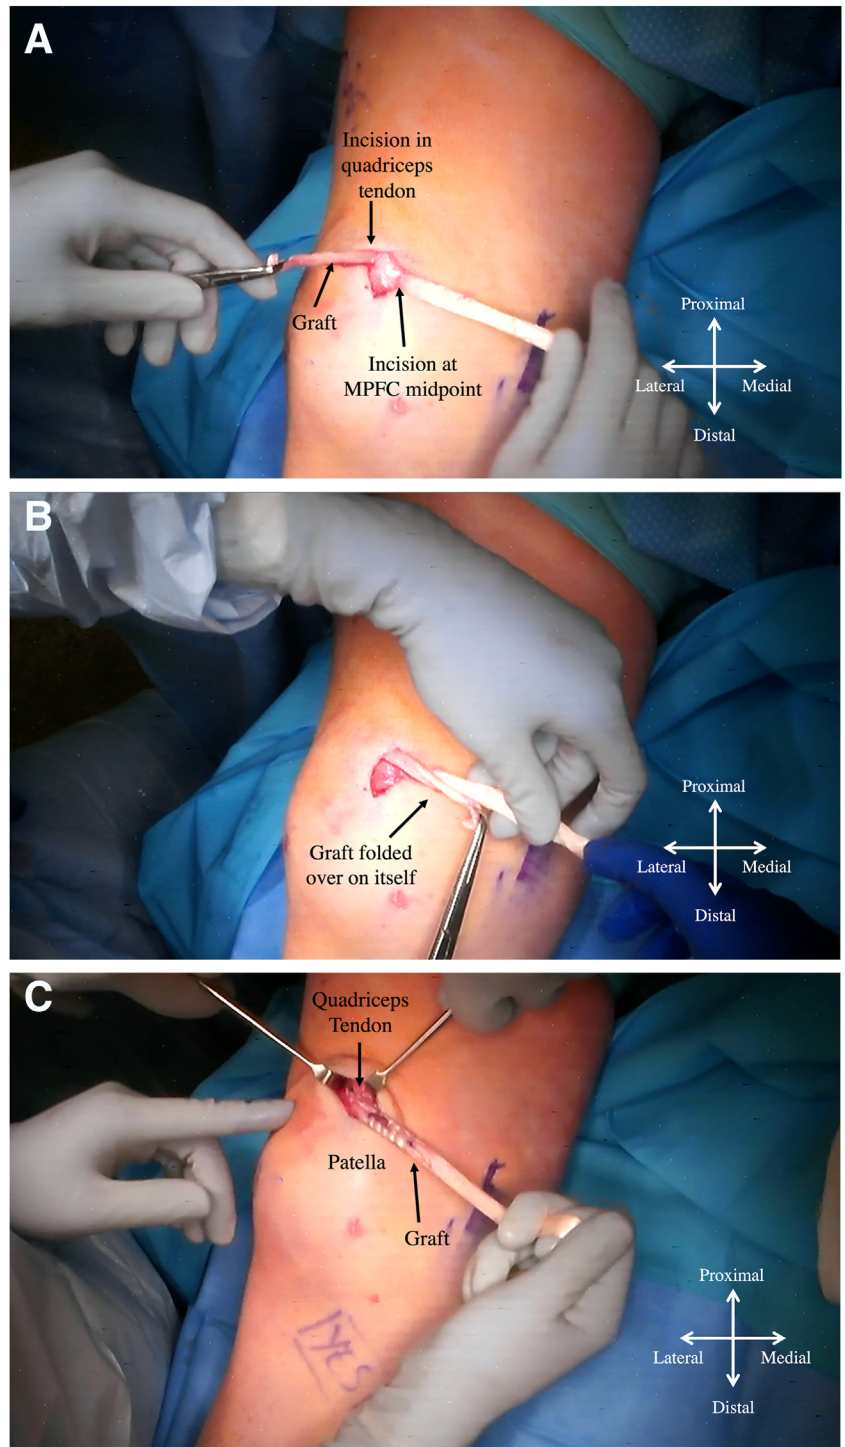 A
Incision in
quadriceps
tendon
Graft
Incision at
MPFC midpoint
Proximal
Lateral
Medial
Distal
B
Graft folded
over on itself
Proximal
Lateral
Medial
Distal
C
Quadriceps
Tendon
Patella
Graft
YES
Proximal
Lateral
Medial
Distal